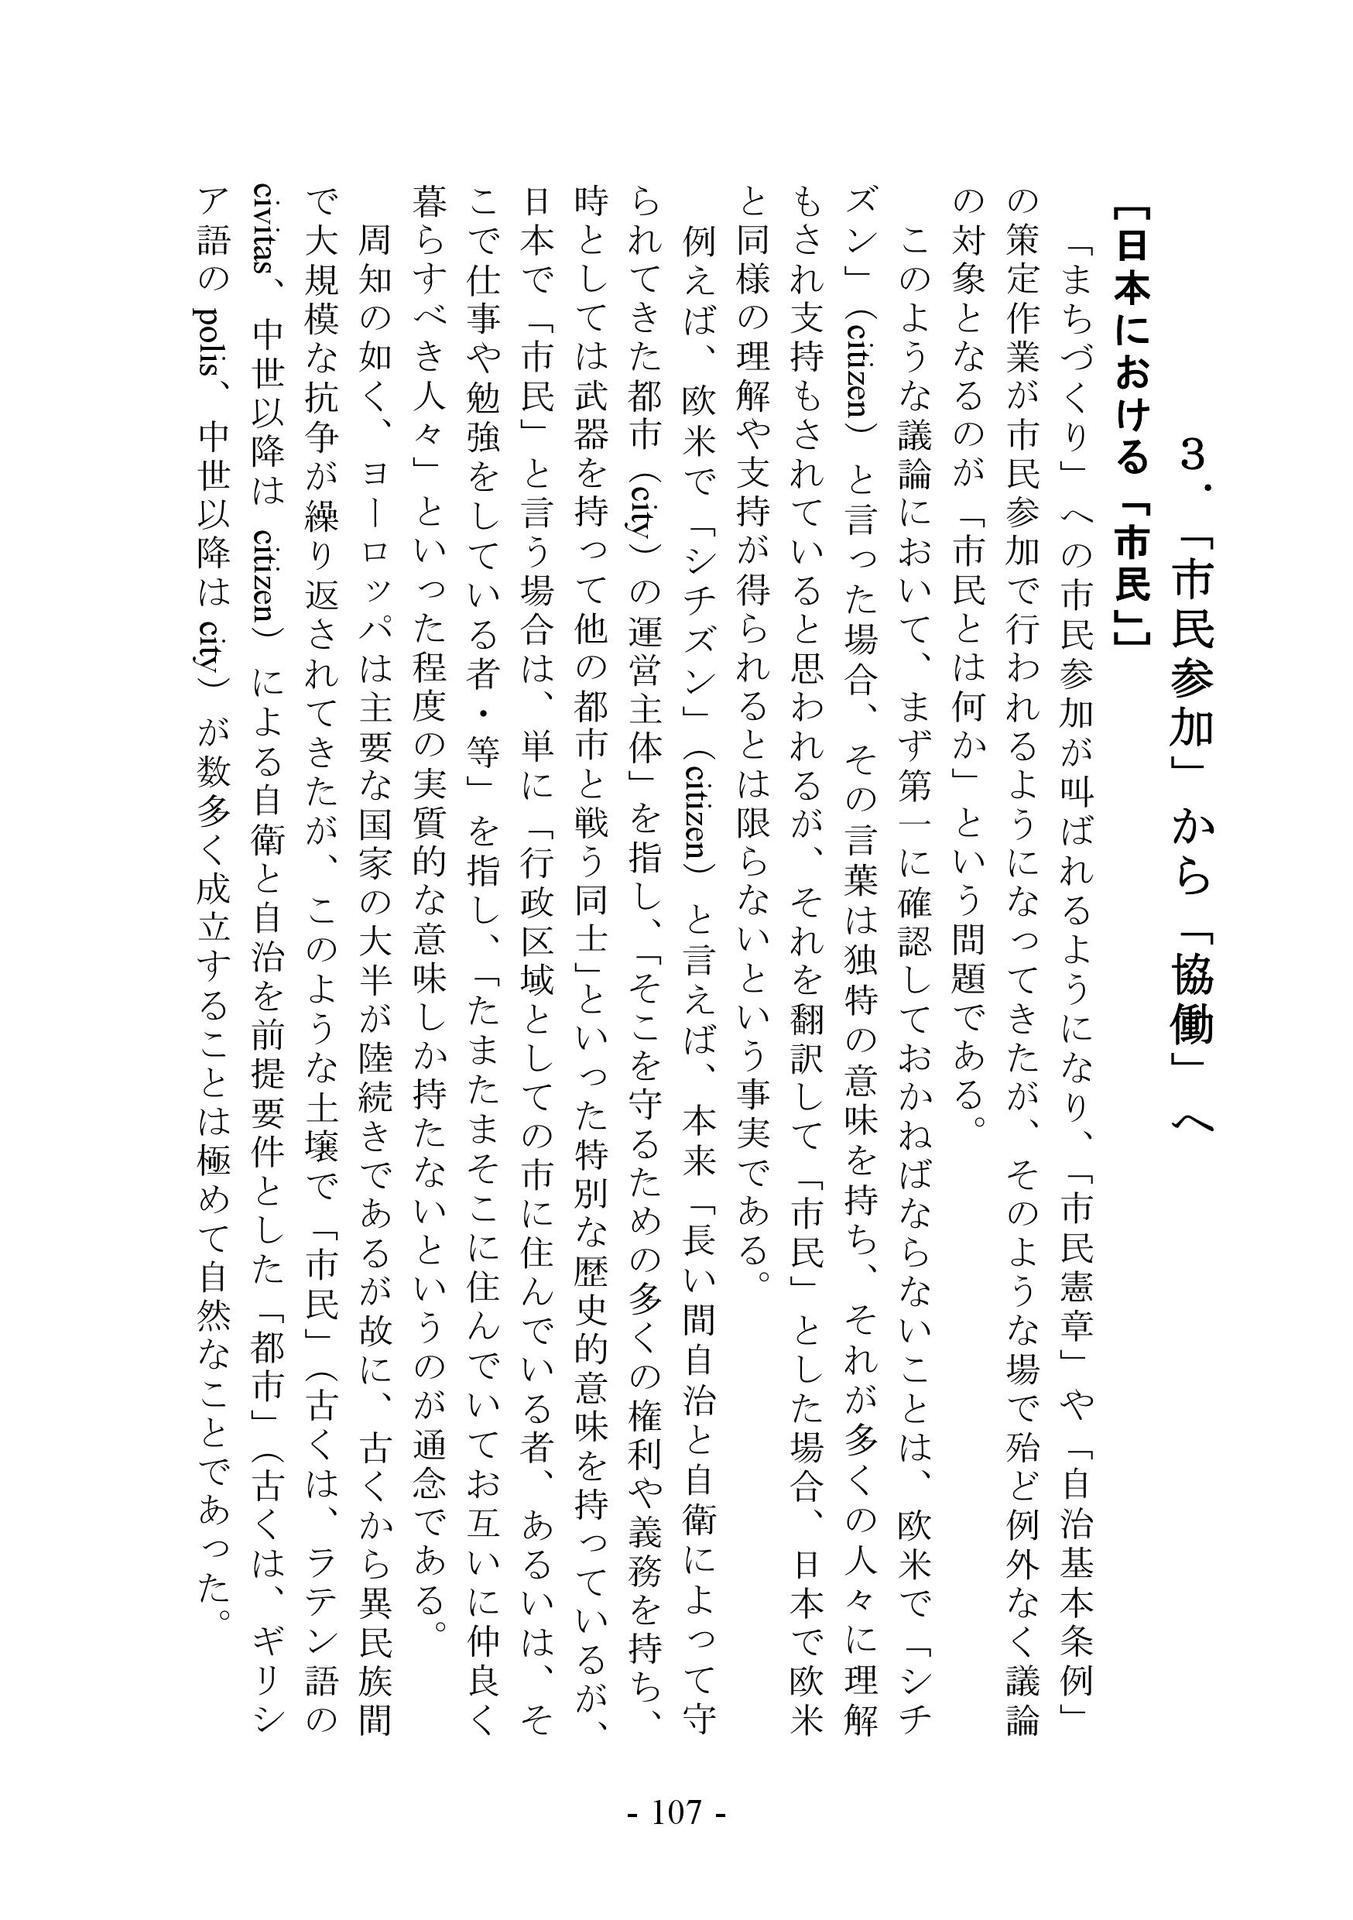 ３．「市民参加」から「協働」へ
［日本における「市民」］
「まちづくり」への市民参加が叫ばれるようになり、「市民憲章」や「自治基本条例」
の策定作業が市民参加で行われるようになってきたが、そのような場で殆ど例外なく議論
の対象となるのが「市民とは何か」という問題である。
このような議論において、まず第一に確認しておかねばならないことは、欧米で「シチ
ズン」（citizen）と言った場合、その言葉は独特の意味を持ち、それが多くの人々に理解
もされ支持もされていると思われるが、それを翻訳して「市民」とした場合、日本で欧米
と同様の理解や支持が得られるとは限らないという事実である。
例えば、欧米で「シチズン」（citizen）と言えば、本来「長い間自治と自衛によって守
られてきた都市（city）の運営主体」を指し、「そこを守るための多くの権利や義務を持ち、
時としては武器を持って他の都市と戦う同士」といった特別な歴史的意味を持っているが、
日本で「市民」と言う場合は、単に「行政区域としての市に住んでいる者、あるいは、そ
こで仕事や勉強をしている者・等」を指し、「たまたまそこに住んでいてお互いに仲良く
暮らすべき人々」といった程度の実質的な意味しか持たないというのが通念である。
周知の如く、ヨーロッパは主要な国家の大半が陸続きであるが故に、古くから異民族間
で大規模な抗争が繰り返されてきたが、このような土壌で「市民」（古くは、ラテン語の
civitas、中世以降は citizen）による自衛と自治を前提要件とした「都市」（古くは、ギリシ
ア語の polis、中世以降は city）が数多く成立することは極めて自然なことであった。
- 107 -